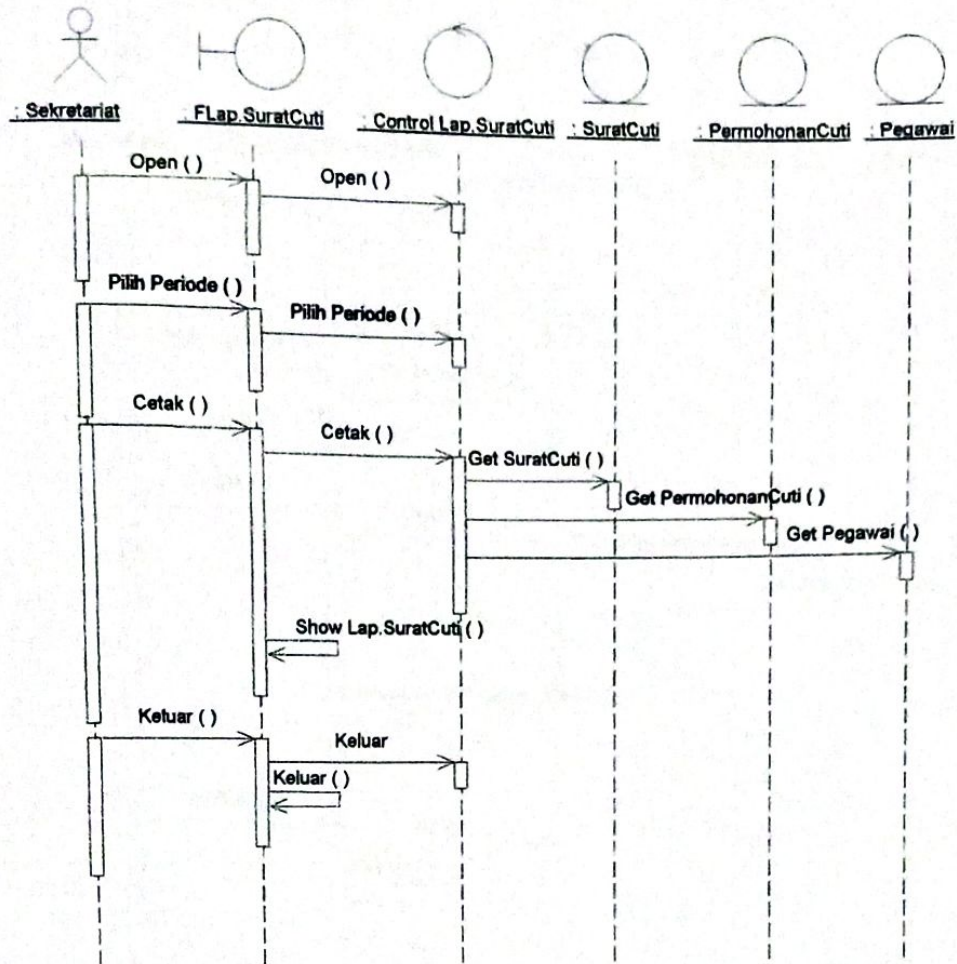 : Sekretariat
: FLap.SuratCuti
: Control Lap.SuratCuti
: SuratCuti
: PermohonanCuti
: Pegawai
Open ( )
Open ( )
Pilih Periode ( )
Pilih Periode ( )
Cetak ( )
Cetak ( )
Get SuratCuti ( )
Get PermohonanCuti ( )
Get Pegawai ( )
Show Lap.SuratCuti ( )
Keluar ( )
Keluar
Keluar ( )